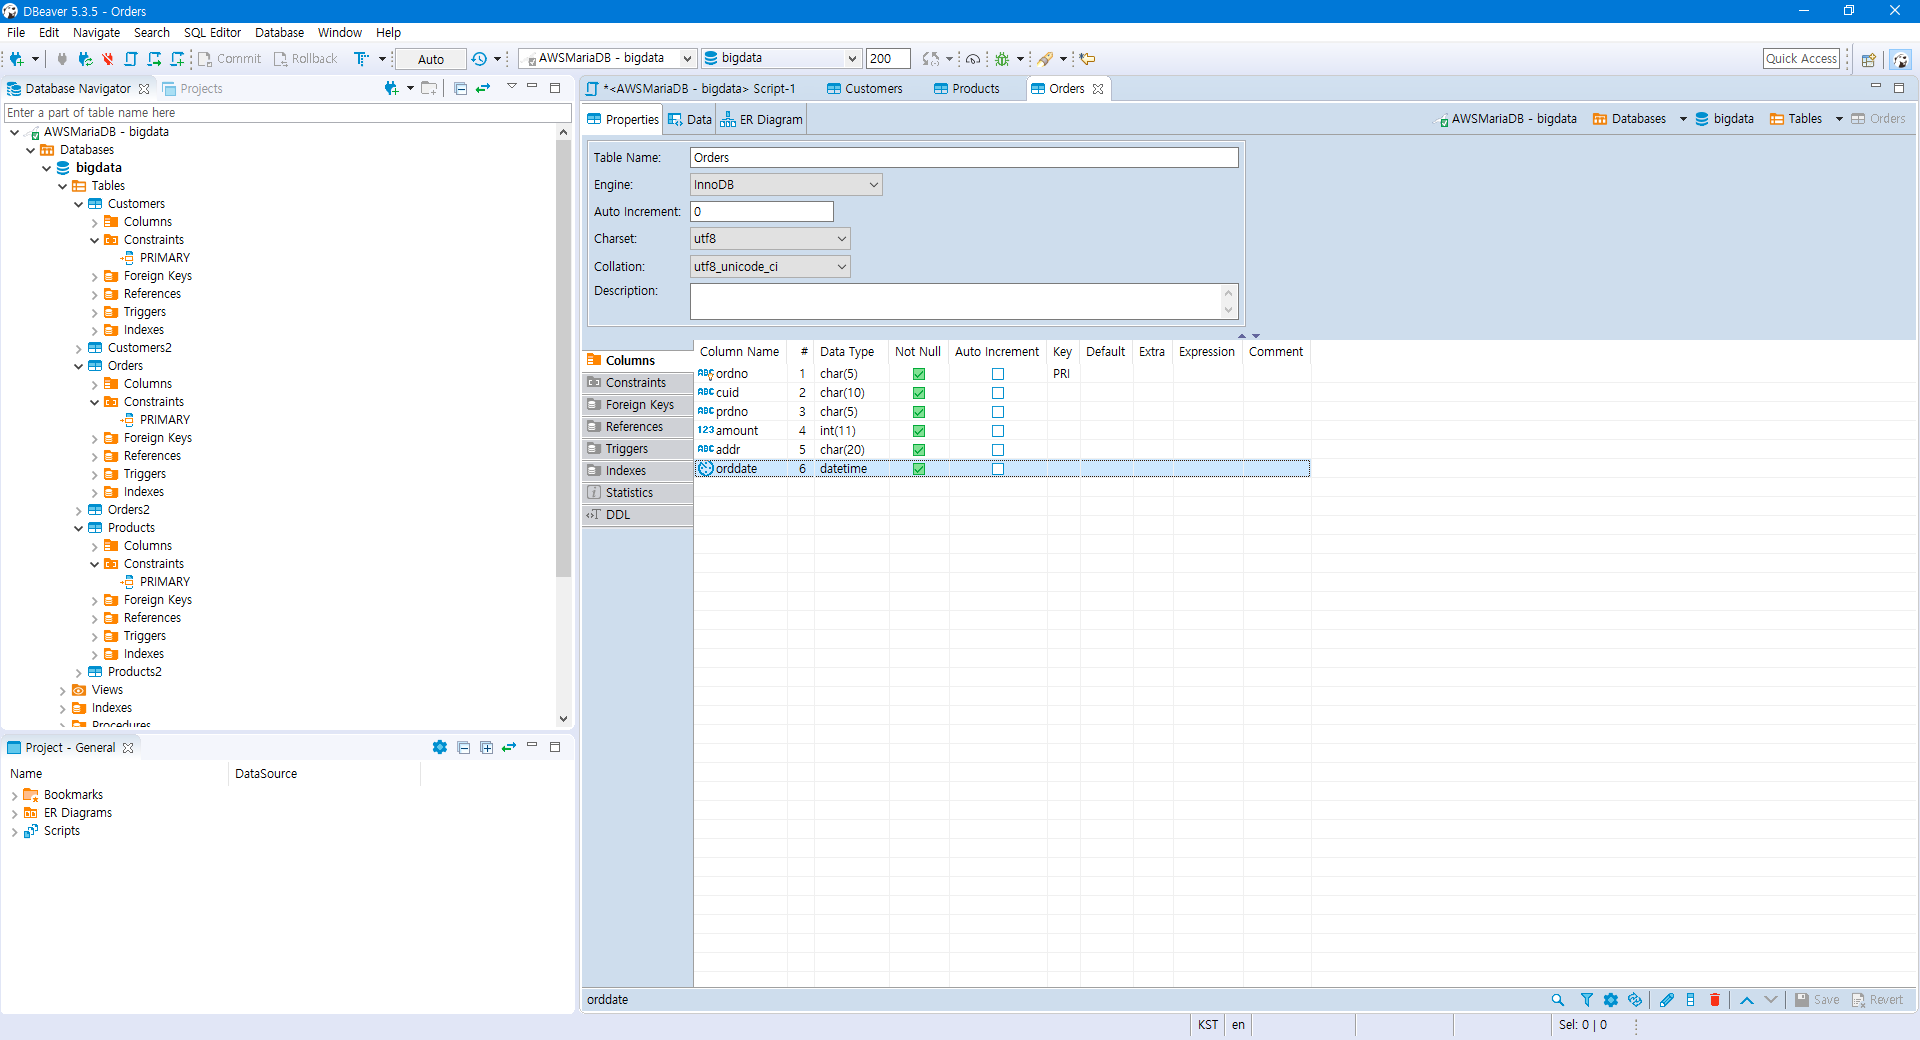 DBeaver 5.3.5 - Orders
File Edit Navigate Search SQL Editor Database Window Help
Commit Rollback Auto AWSMariaDB - bigdata bigdata 200 Quick Access
Database Navigator Projects
Enter a part of table name here
AWSMariaDB - bigdata
Databases
bigdata
Tables
Customers
Columns
Constraints
PRIMARY
Foreign Keys
References
Triggers
Indexes
Customers2
Orders
Columns
Constraints
PRIMARY
Foreign Keys
References
Triggers
Indexes
Orders2
Products
Columns
Constraints
PRIMARY
Foreign Keys
References
Triggers
Indexes
Products2
Views
Indexes
Procedures
Project - General
Name DataSource
Bookmarks
ER Diagrams
Scripts
*<AWSMariaDB - bigdata> Script-1 Customers Products Orders
Properties Data ER Diagram AWSMariaDB - bigdata Databases bigdata Tables Orders
Table Name: Orders
Engine: InnoDB
Auto Increment: 0
Charset: utf8
Collation: utf8_unicode_ci
Description:
Columns
Constraints
Foreign Keys
References
Triggers
Indexes
Statistics
DDL
Column Name # Data Type Not Null Auto Increment Key Default Extra Expression Comment
ABC ordno 1 char(5) PRI
ABC cuid 2 char(10)
ABC prdno 3 char(5)
123 amount 4 int(11)
ABC addr 5 char(20)
orddate 6 datetime
orddate Save Revert
KST en Sel: 0 | 0